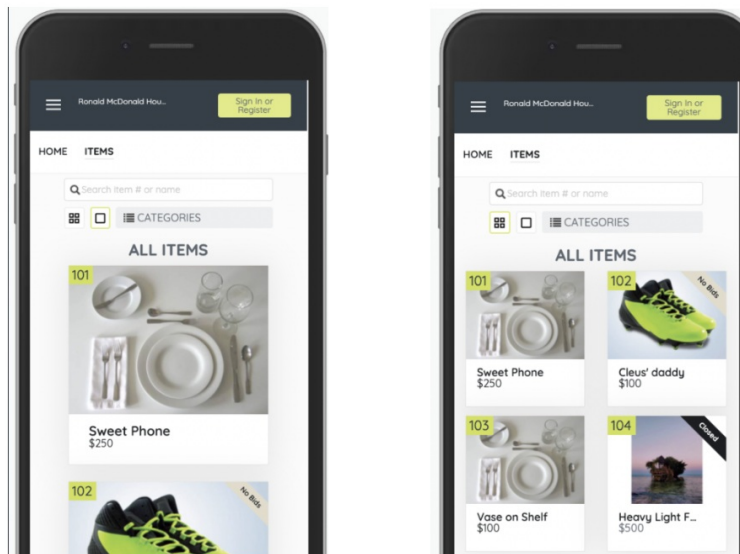 Ronald McDonald Hou...
Sign In or
Register
HOME ITEMS
Search item # or name
CATEGORIES
ALL ITEMS
101
Sweet Phone
$250
102
No Bids
Ronald McDonald Hou...
Sign In or
Register
HOME ITEMS
Search item # or name
CATEGORIES
ALL ITEMS
101
Sweet Phone
$250
102
No Bids
Cleus' daddy
$100
103
Vase on Shelf
$100
104
Closed
Heavy Light F...
$500